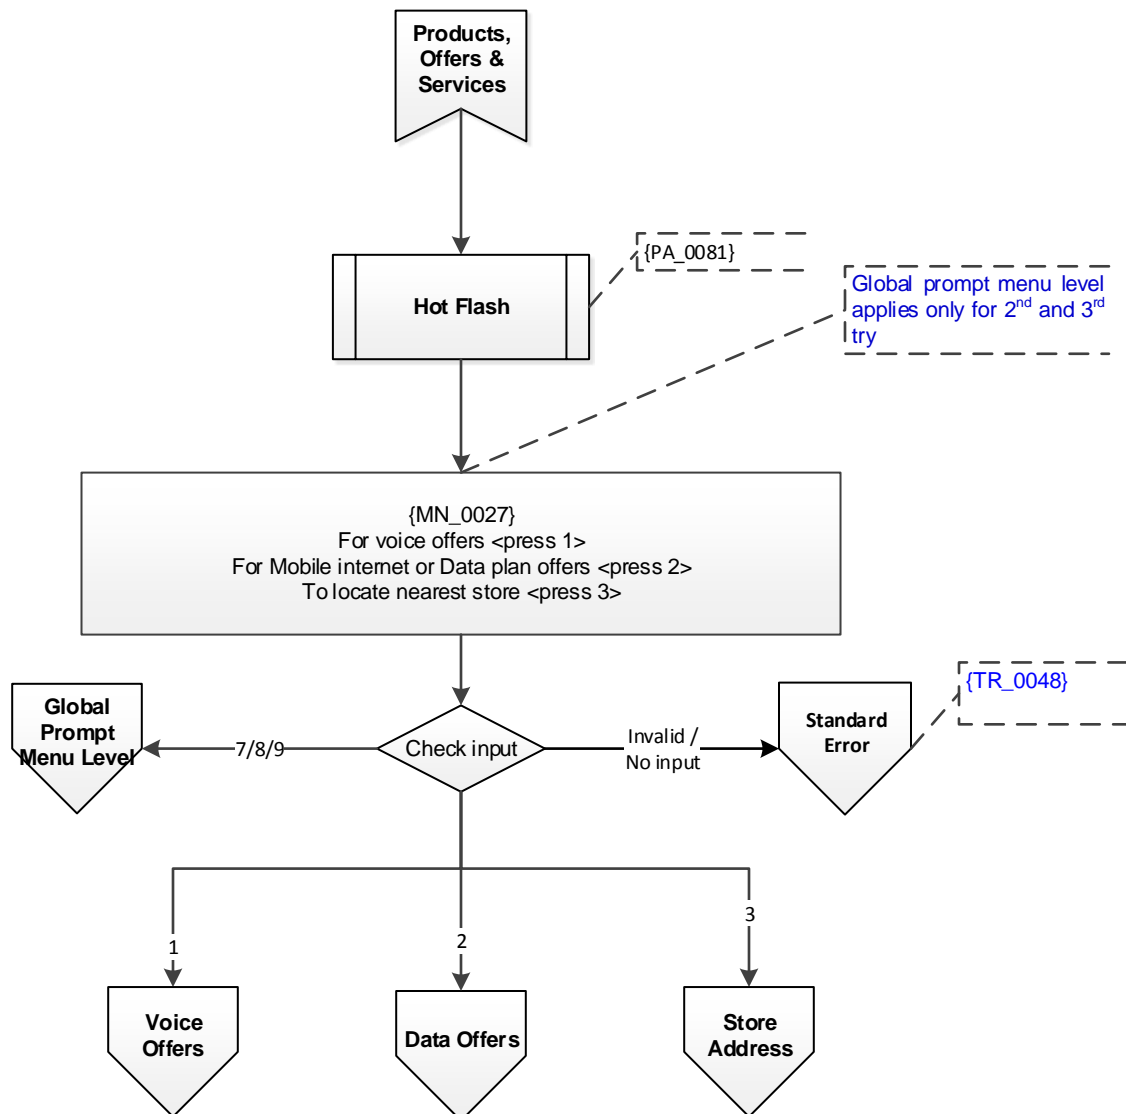 Products,
Offers &
Services
{PA_0081}
Hot Flash
Global prompt menu level
applies only for 2nd and 3rd
try
{MN_0027}
For voice offers <press 1>
For Mobile internet or Data plan offers <press 2>
To locate nearest store <press 3>
{TR_0048}
Global
Prompt
Menu Level
7/8/9
Check input
Invalid /
No input
Standard
Error
1
2
3
Voice
Offers
Data Offers
Store
Address